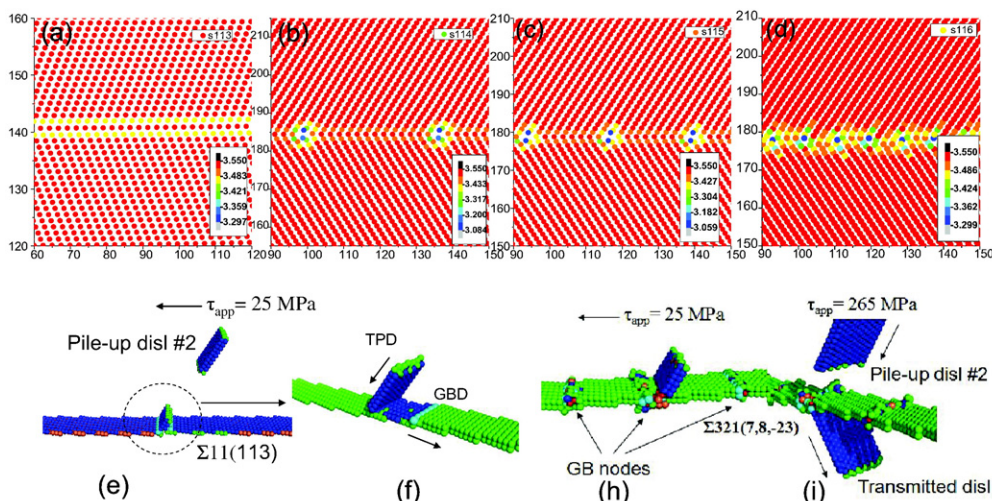 (a)
s113
160
150
140
130
120
60 70 80 90 100 110 120
-3.550
-3.483
-3.421
-3.359
-3.297
(b)
s114
210
200
190
180
170
160
90 100 110 120 130 140 150
-3.550
-3.433
-3.317
-3.200
-3.084
(c)
s115
210
200
190
180
170
160
150
90 100 110 120 130 140 150
-3.550
-3.427
-3.304
-3.182
-3.059
(d)
s116
210
200
190
180
170
160
150
90 100 110 120 130 140 150
-3.550
-3.486
-3.424
-3.362
-3.299
τapp= 25 MPa
Pile-up disl #2
Σ11(113)
(e)
TPD
GBD
(f)
τapp= 25 MPa
GB nodes
Σ321(7,8,-23)
(h)
τapp= 265 MPa
Pile-up disl #2
Transmitted disl
(i)